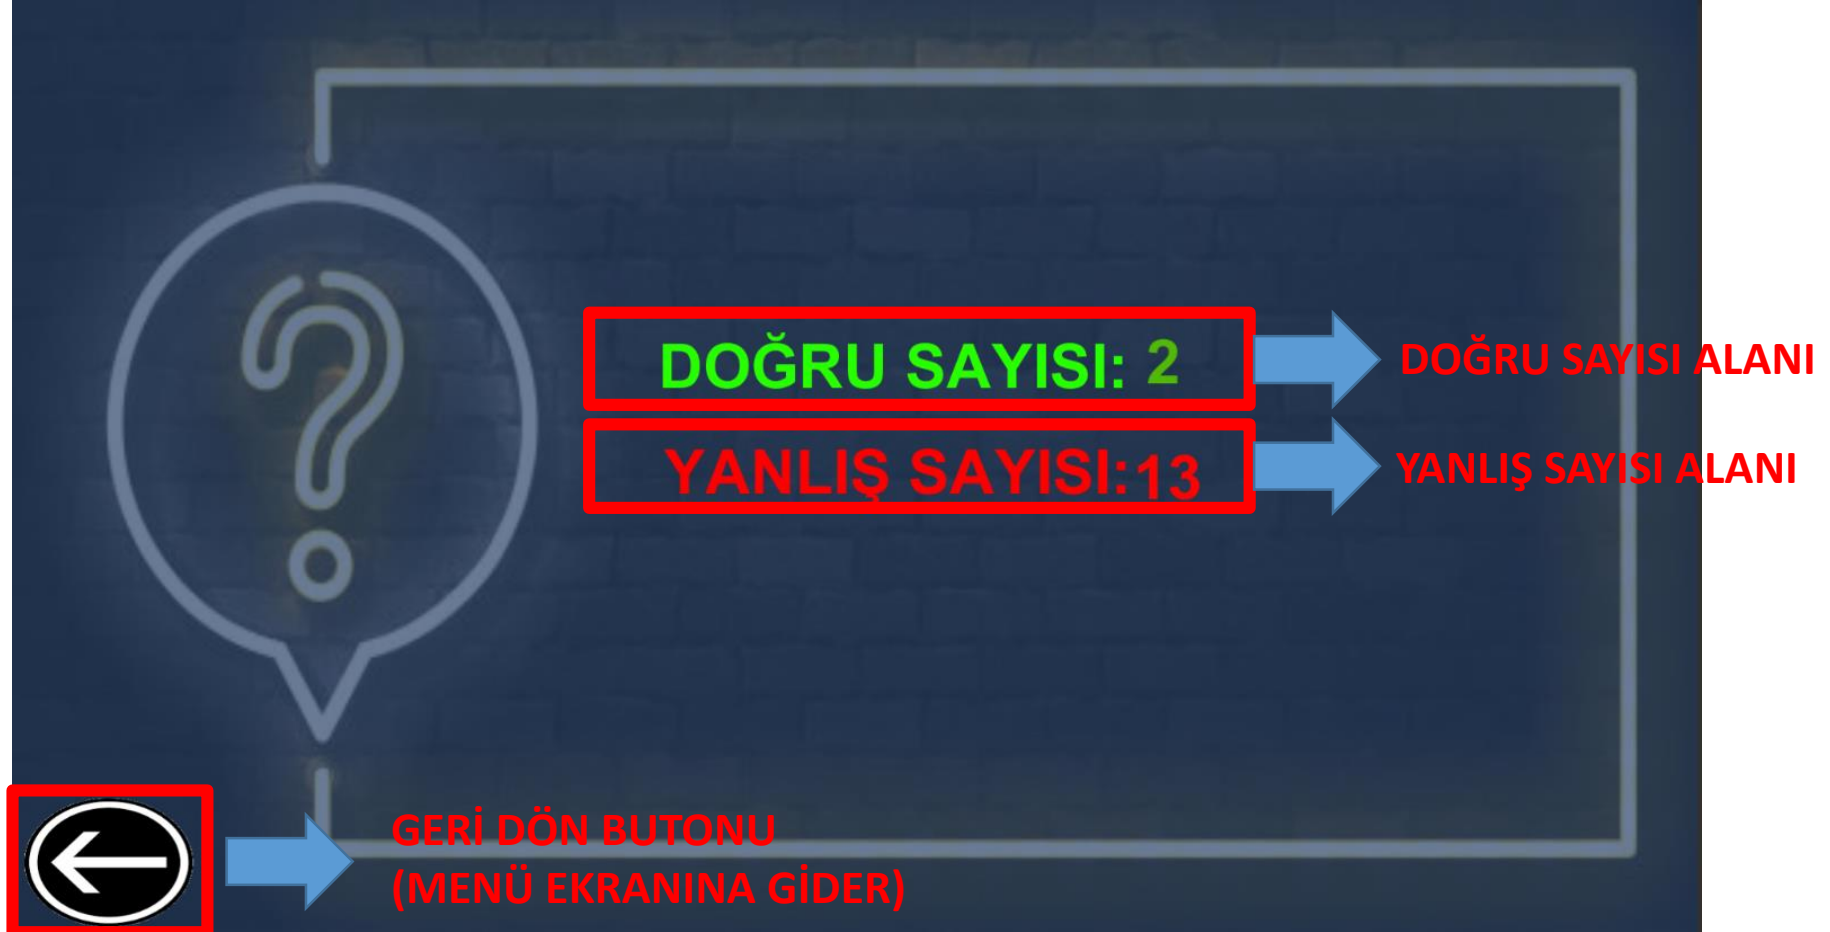 DOĞRU SAYISI: 2
DOĞRU SAYISI ALANI
YANLIŞ SAYISI:13
YANLIŞ SAYISI ALANI
GERİ DÖN BUTONU
(MENÜ EKRANINA GİDER)